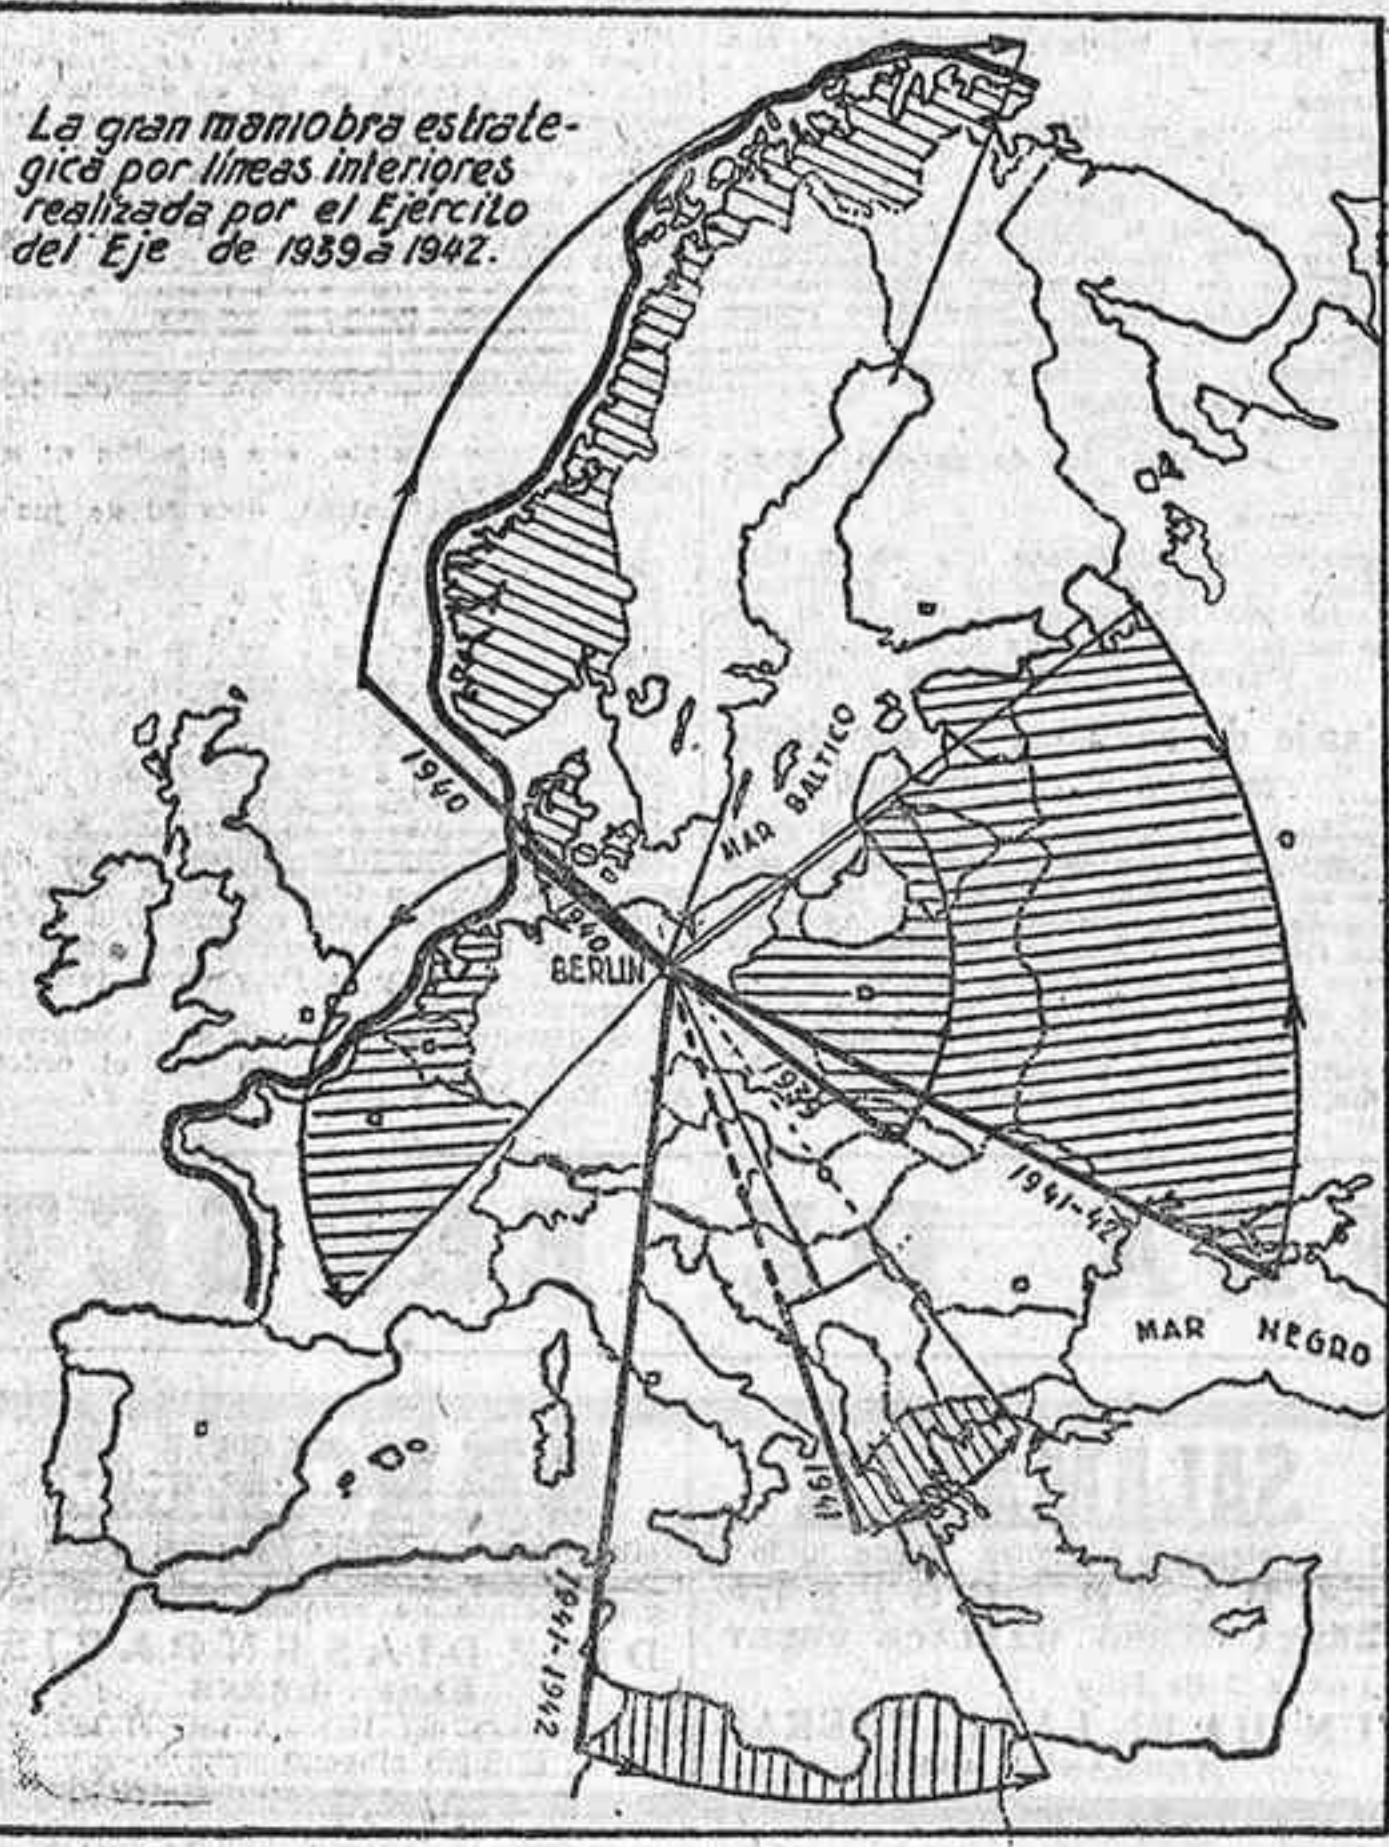 La gran maniobra estrate-
gica por líneas interiores
realizada por el Ejército
del Eje de 1939 a 1942.
1940
MAR BALTICO
1940
BERLIN
1939
1941-42
MAR NEGRO
1941
1941-1942